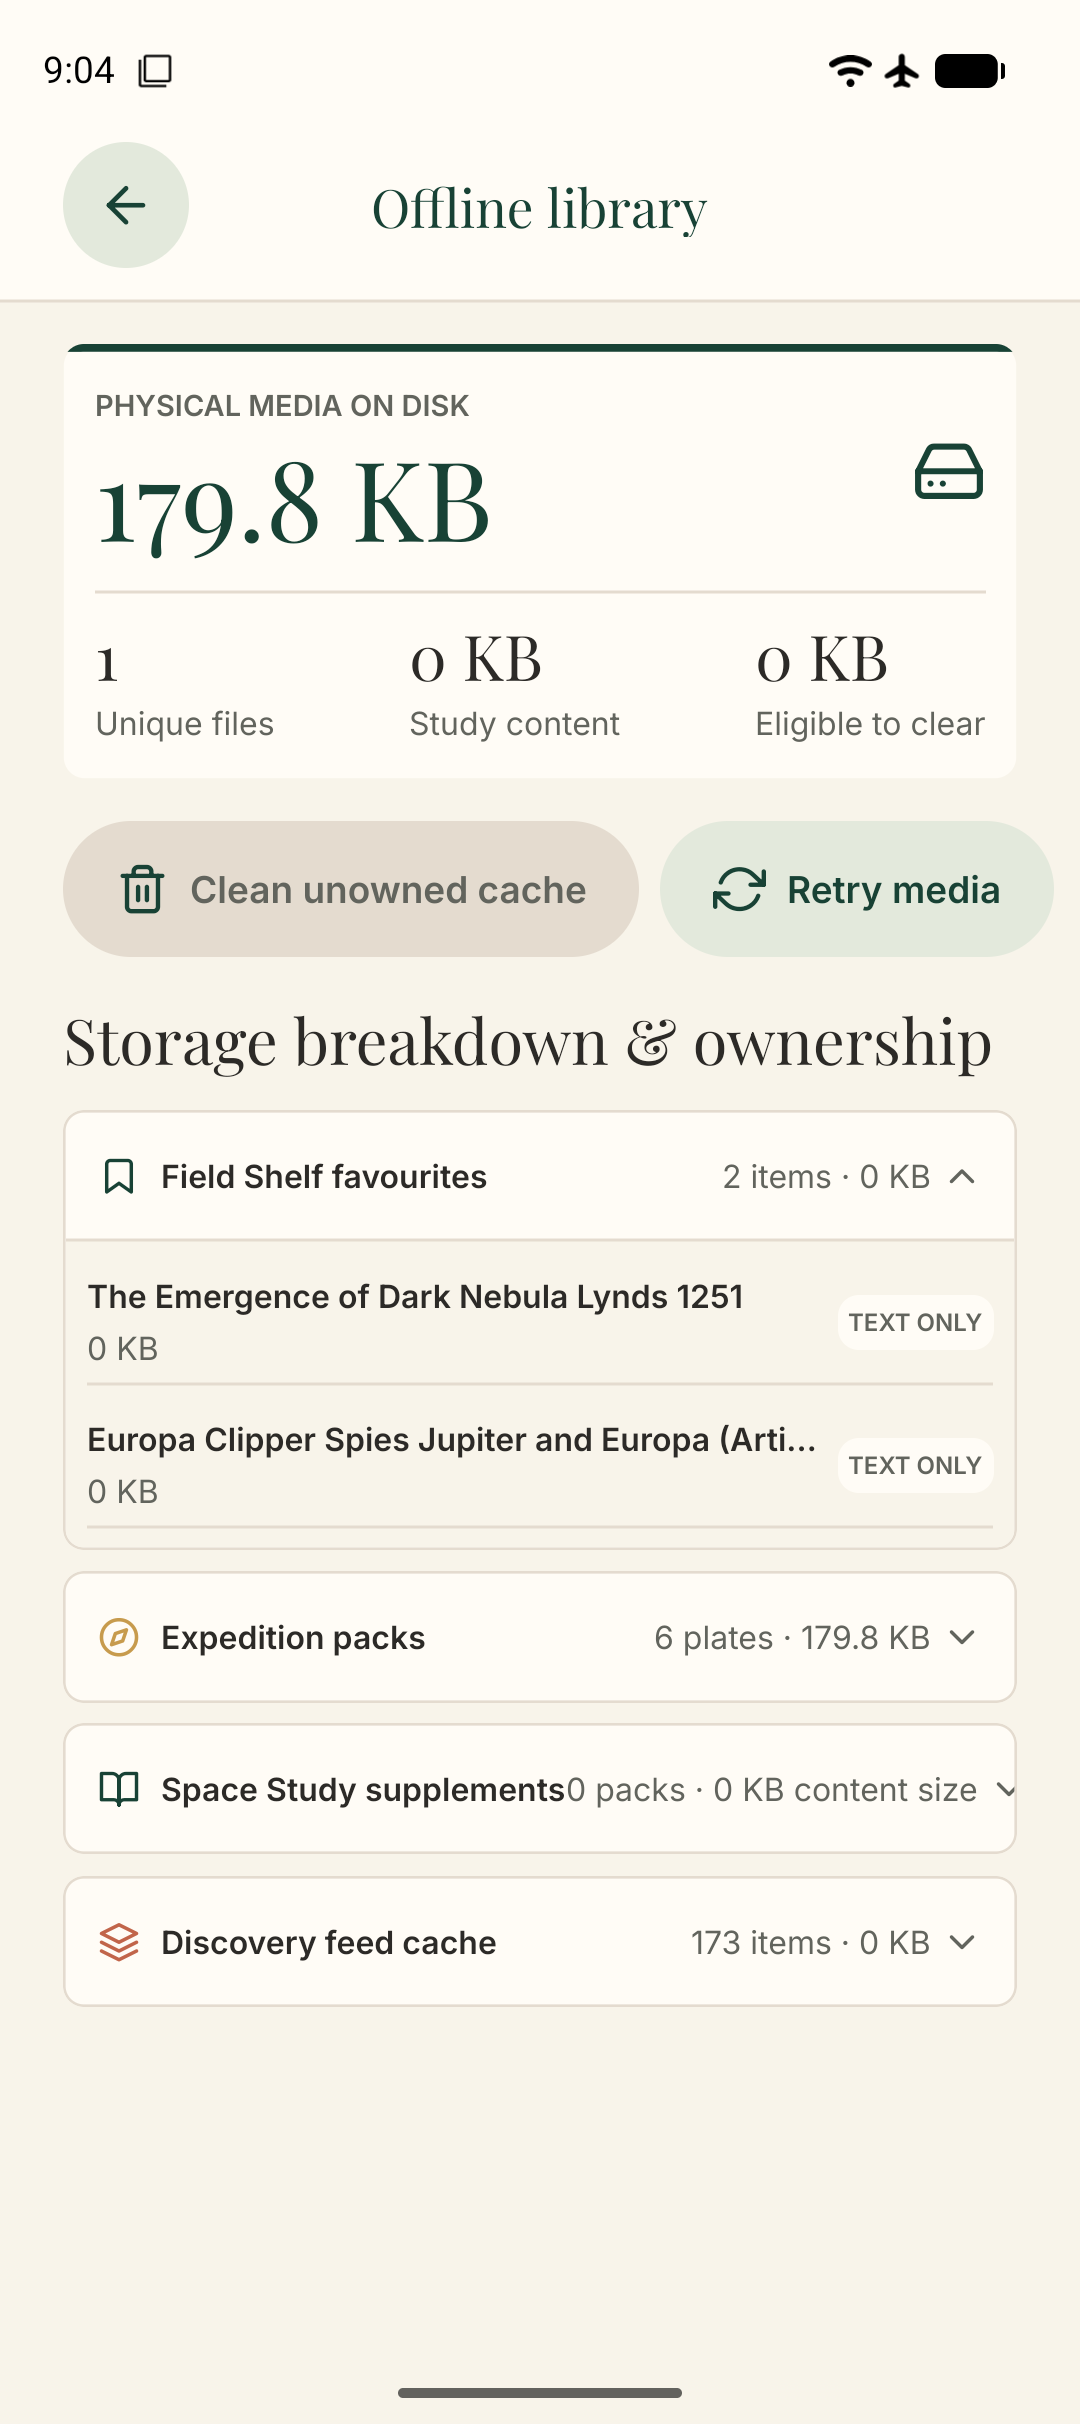 9:04
Offline library
PHYSICAL MEDIA ON DISK
179.8 KB
1 0 KB 0 KB
Unique files Study content Eligible to clear
Clean unowned cache Retry media
Storage breakdown & ownership
Field Shelf favourites 2 items · 0 KB
The Emergence of Dark Nebula Lynds 1251
TEXT ONLY
0 KB
Europa Clipper Spies Jupiter and Europa (Arti...
TEXT ONLY
0 KB
Expedition packs 6 plates · 179.8 KB
Space Study supplements 0 packs · 0 KB content size
Discovery feed cache 173 items · 0 KB